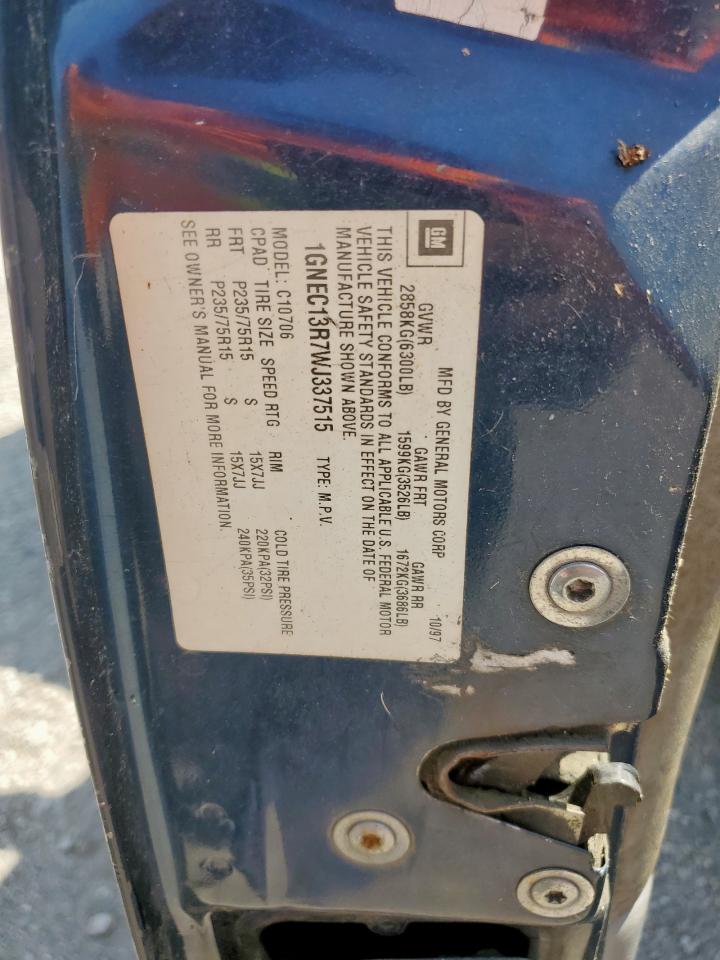 GM
MFD BY GENERAL MOTORS CORP 10/97
GVWR GAWR FRT GAWR RR
2858KG(6300LB) 1599KG(3526LB) 1672KG(3686LB)
THIS VEHICLE CONFORMS TO ALL APPLICABLE U.S. FEDERAL MOTOR
VEHICLE SAFETY STANDARDS IN EFFECT ON THE DATE OF
MANUFACTURE SHOWN ABOVE.
1GNEC13R7WJ337515 TYPE: M.P.V.
MODEL: C10706
CPAD TIRE SIZE SPEED RTG RIM COLD TIRE PRESSURE
FRT P235/75R15 S 15X7JJ 220KPA(32PSI)
RR P235/75R15 S 15X7JJ 240KPA(35PSI)
SEE OWNER'S MANUAL FOR MORE INFORMATION.